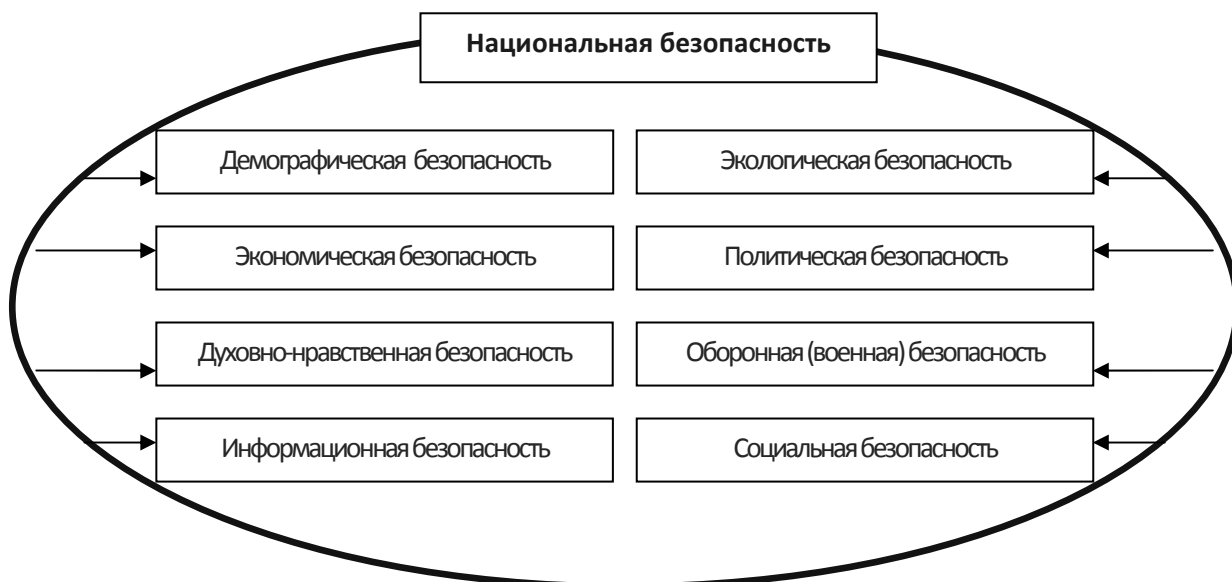 Национальная безопасность
Демографическая безопасность
Экологическая безопасность
Экономическая безопасность
Политическая безопасность
Духовно-нравственная безопасность
Оборонная (военная) безопасность
Информационная безопасность
Социальная безопасность